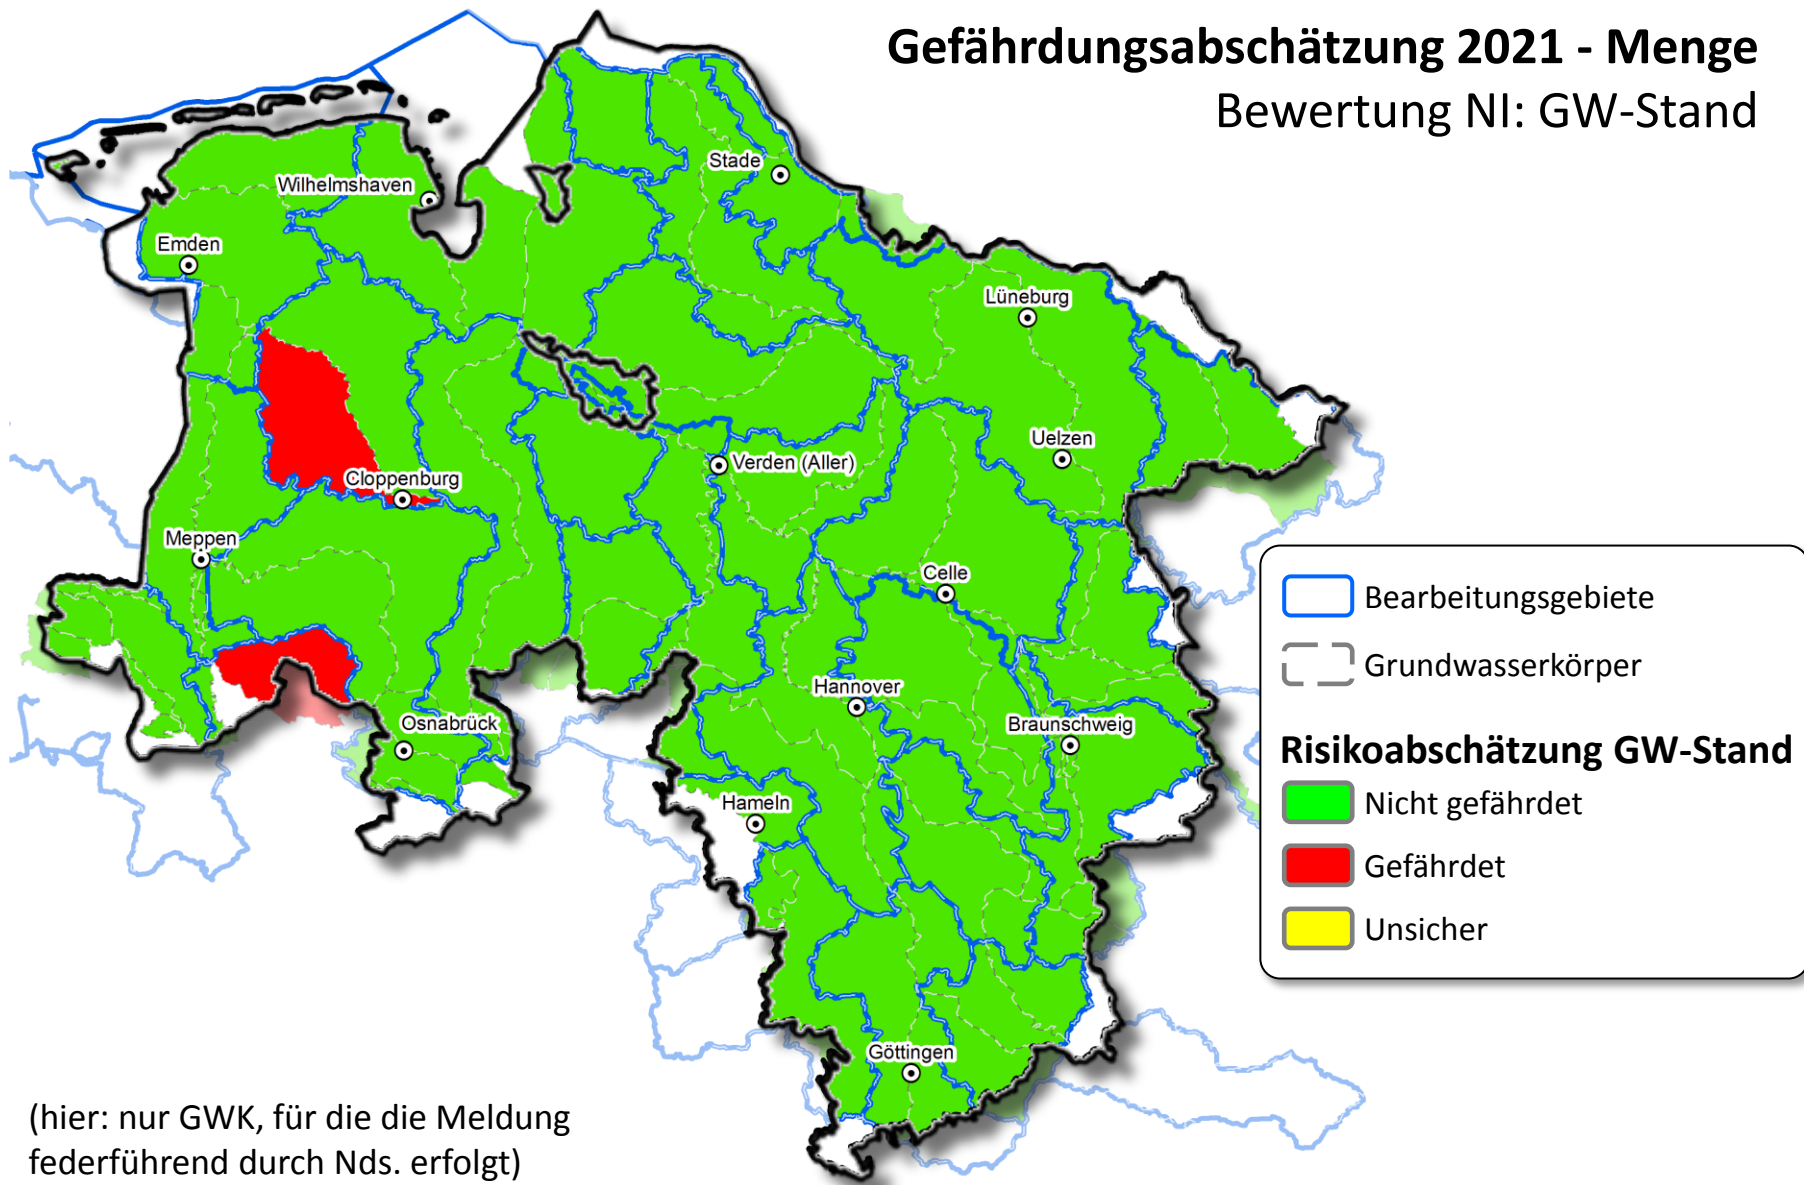 Gefährdungsabschätzung 2021 - Menge
Bewertung NI: GW-Stand
Stade
Wilhelmshaven
Emden
Lüneburg
Uelzen
Verden (Aller)
Cloppenburg
Meppen
Celle
Hannover
Osnabrück
Braunschweig
Hameln
Göttingen
Bearbeitungsgebiete
Grundwasserkörper
Risikoabschätzung GW-Stand
Nicht gefährdet
Gefährdet
Unsicher
(hier: nur GWK, für die die Meldung
federführend durch Nds. erfolgt)